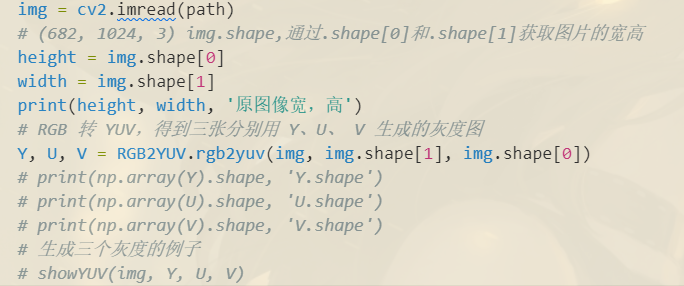 img = cv2.imread(path)
# (682, 1024, 3) img.shape,通过.shape[0]和.shape[1]获取图片的宽高
height = img.shape[0]
width = img.shape[1]
print(height, width, '原图像宽，高')
# RGB 转 YUV，得到三张分别用 Y、U、 V 生成的灰度图
Y, U, V = RGB2YUV.rgb2yuv(img, img.shape[1], img.shape[0])
# print(np.array(Y).shape, 'Y.shape')
# print(np.array(U).shape, 'U.shape')
# print(np.array(V).shape, 'V.shape')
# 生成三个灰度的例子
# showYUV(img, Y, U, V)